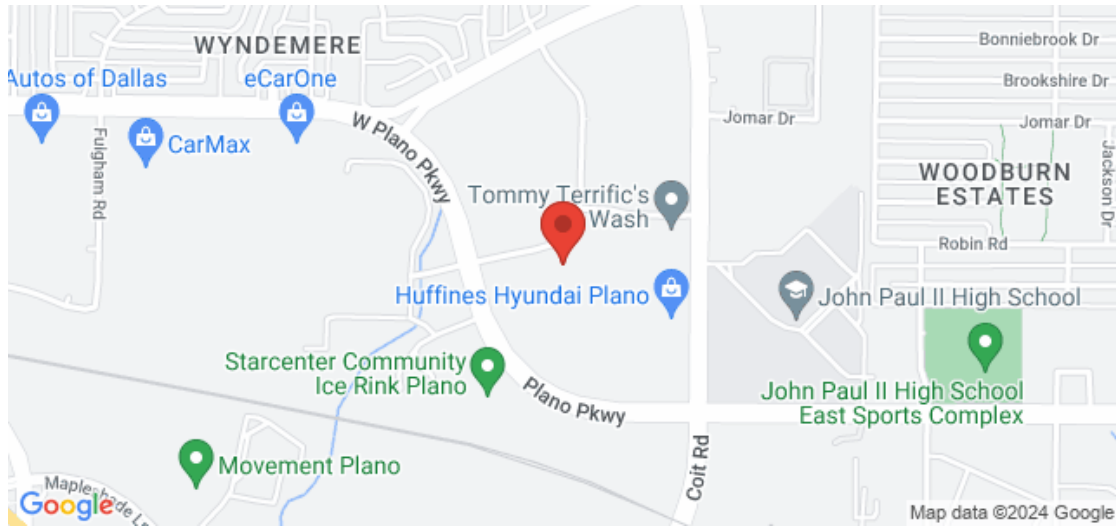 WYNDEMERE
Autos of Dallas
eCarOne
CarMax
Fulgham Rd
W Plano Pkwy
Bonniebrook Dr
Brookshire Dr
Jomar Dr
Jomar Dr
Jackson Dr
WOODBURN
ESTATES
Tommy Terrific's
Wash
Robin Rd
Huffines Hyundai Plano
John Paul II High School
Starcenter Community
Ice Rink Plano
Plano Pkwy
John Paul II High School
East Sports Complex
Coit Rd
Movement Plano
Mapleshade Ln
Google
Map data ©2024 Google